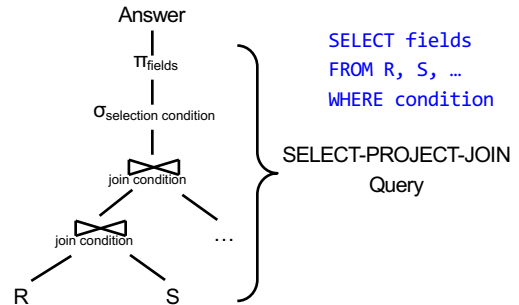 Answer
πfields
σselection condition
join condition
join condition
…
R
S
SELECT fields
FROM R, S, …
WHERE condition
SELECT-PROJECT-JOIN
Query